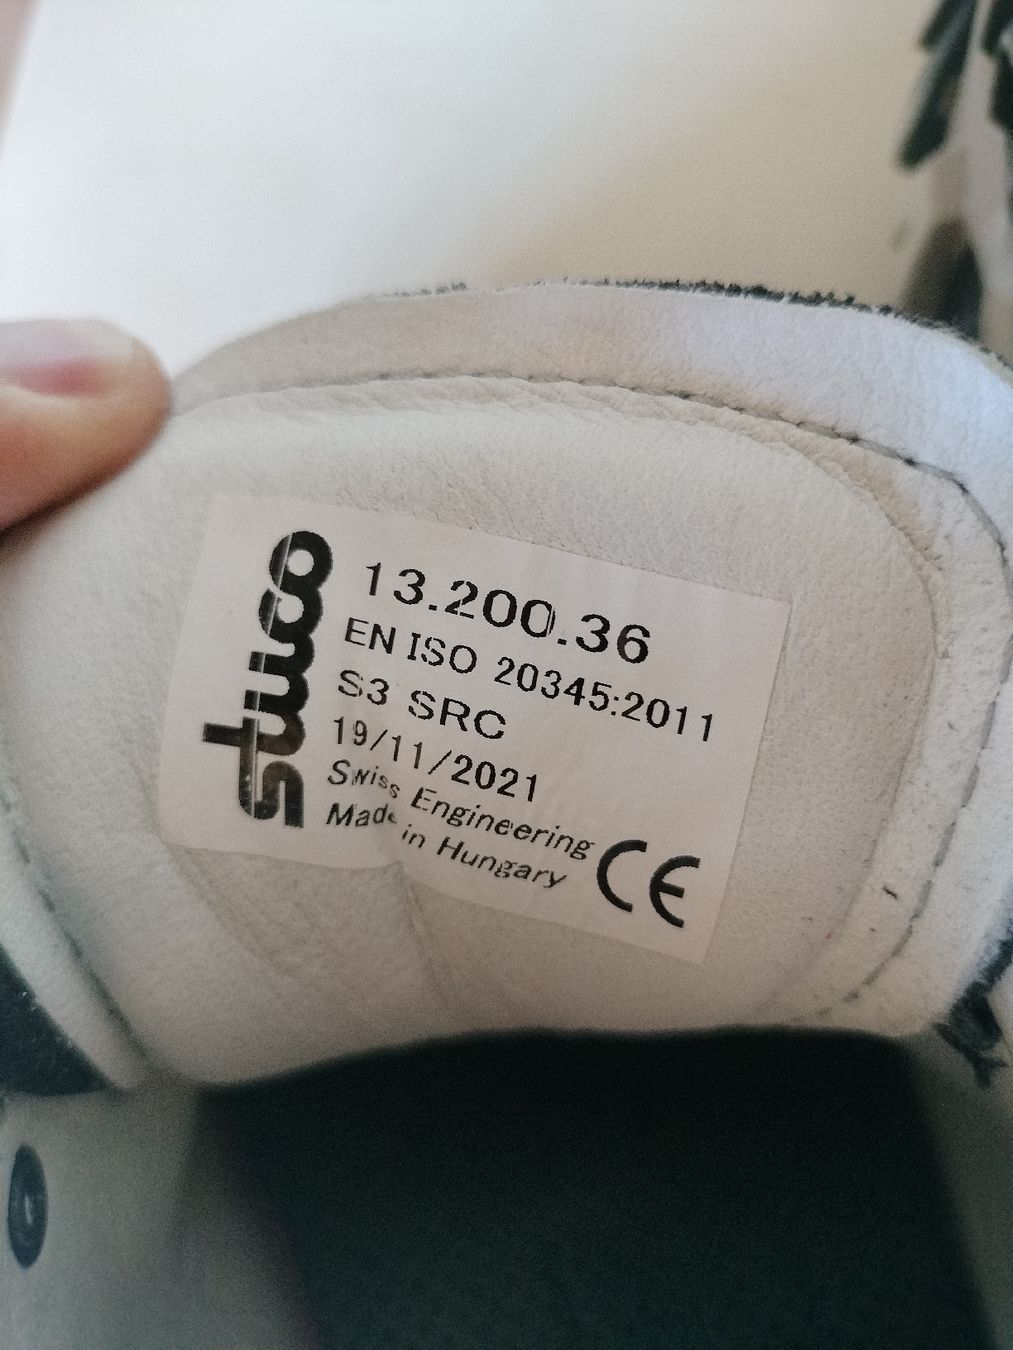 stuco
13.200.36
EN ISO 20345:2011
S3 SRC
19/11/2021
Swiss Engineering
Made in Hungary
CE